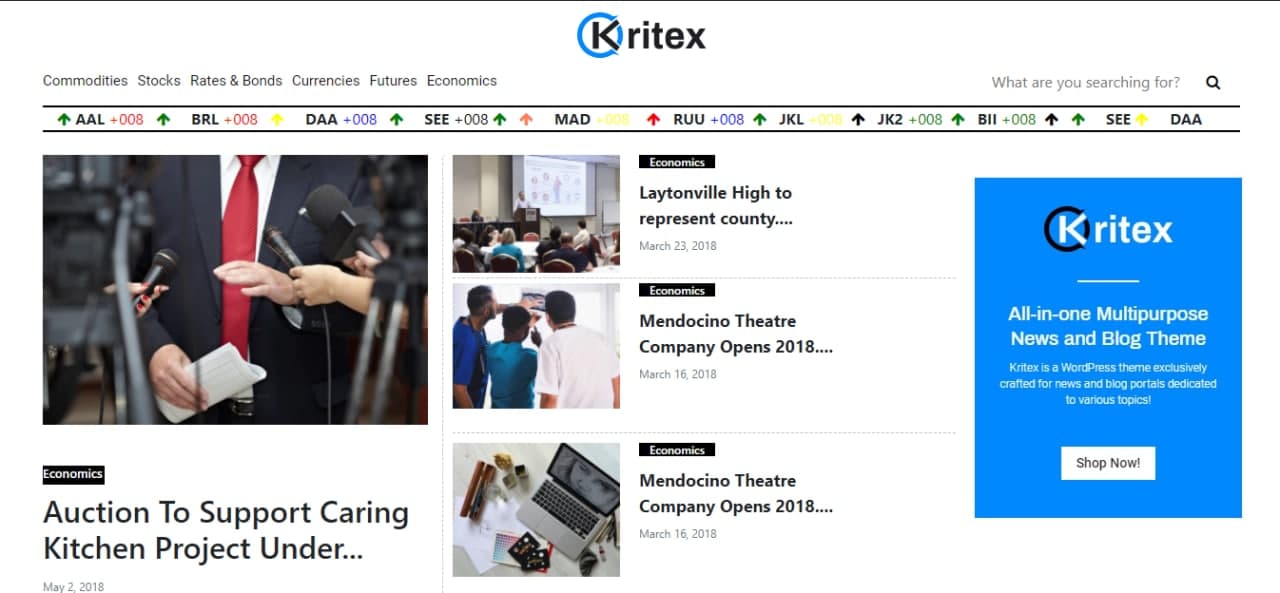 Kritex
Commodities Stocks Rates & Bonds Currencies Futures Economics
What are you searching for?
AAL +008 BRL +008 DAA +008 SEE +008 MAD +008 RUU +008 JKL +008 JK2 +008 BII +008 SEE DAA
Economics
Auction To Support Caring
Kitchen Project Under...
May 2, 2018
Economics
Laytonville High to
represent county....
March 23, 2018
Economics
Mendocino Theatre
Company Opens 2018....
March 16, 2018
Economics
Mendocino Theatre
Company Opens 2018....
March 16, 2018
Kritex
All-in-one Multipurpose
News and Blog Theme
Kritex is a WordPress theme exclusively
crafted for news and blog portals dedicated
to various topics!
Shop Now!